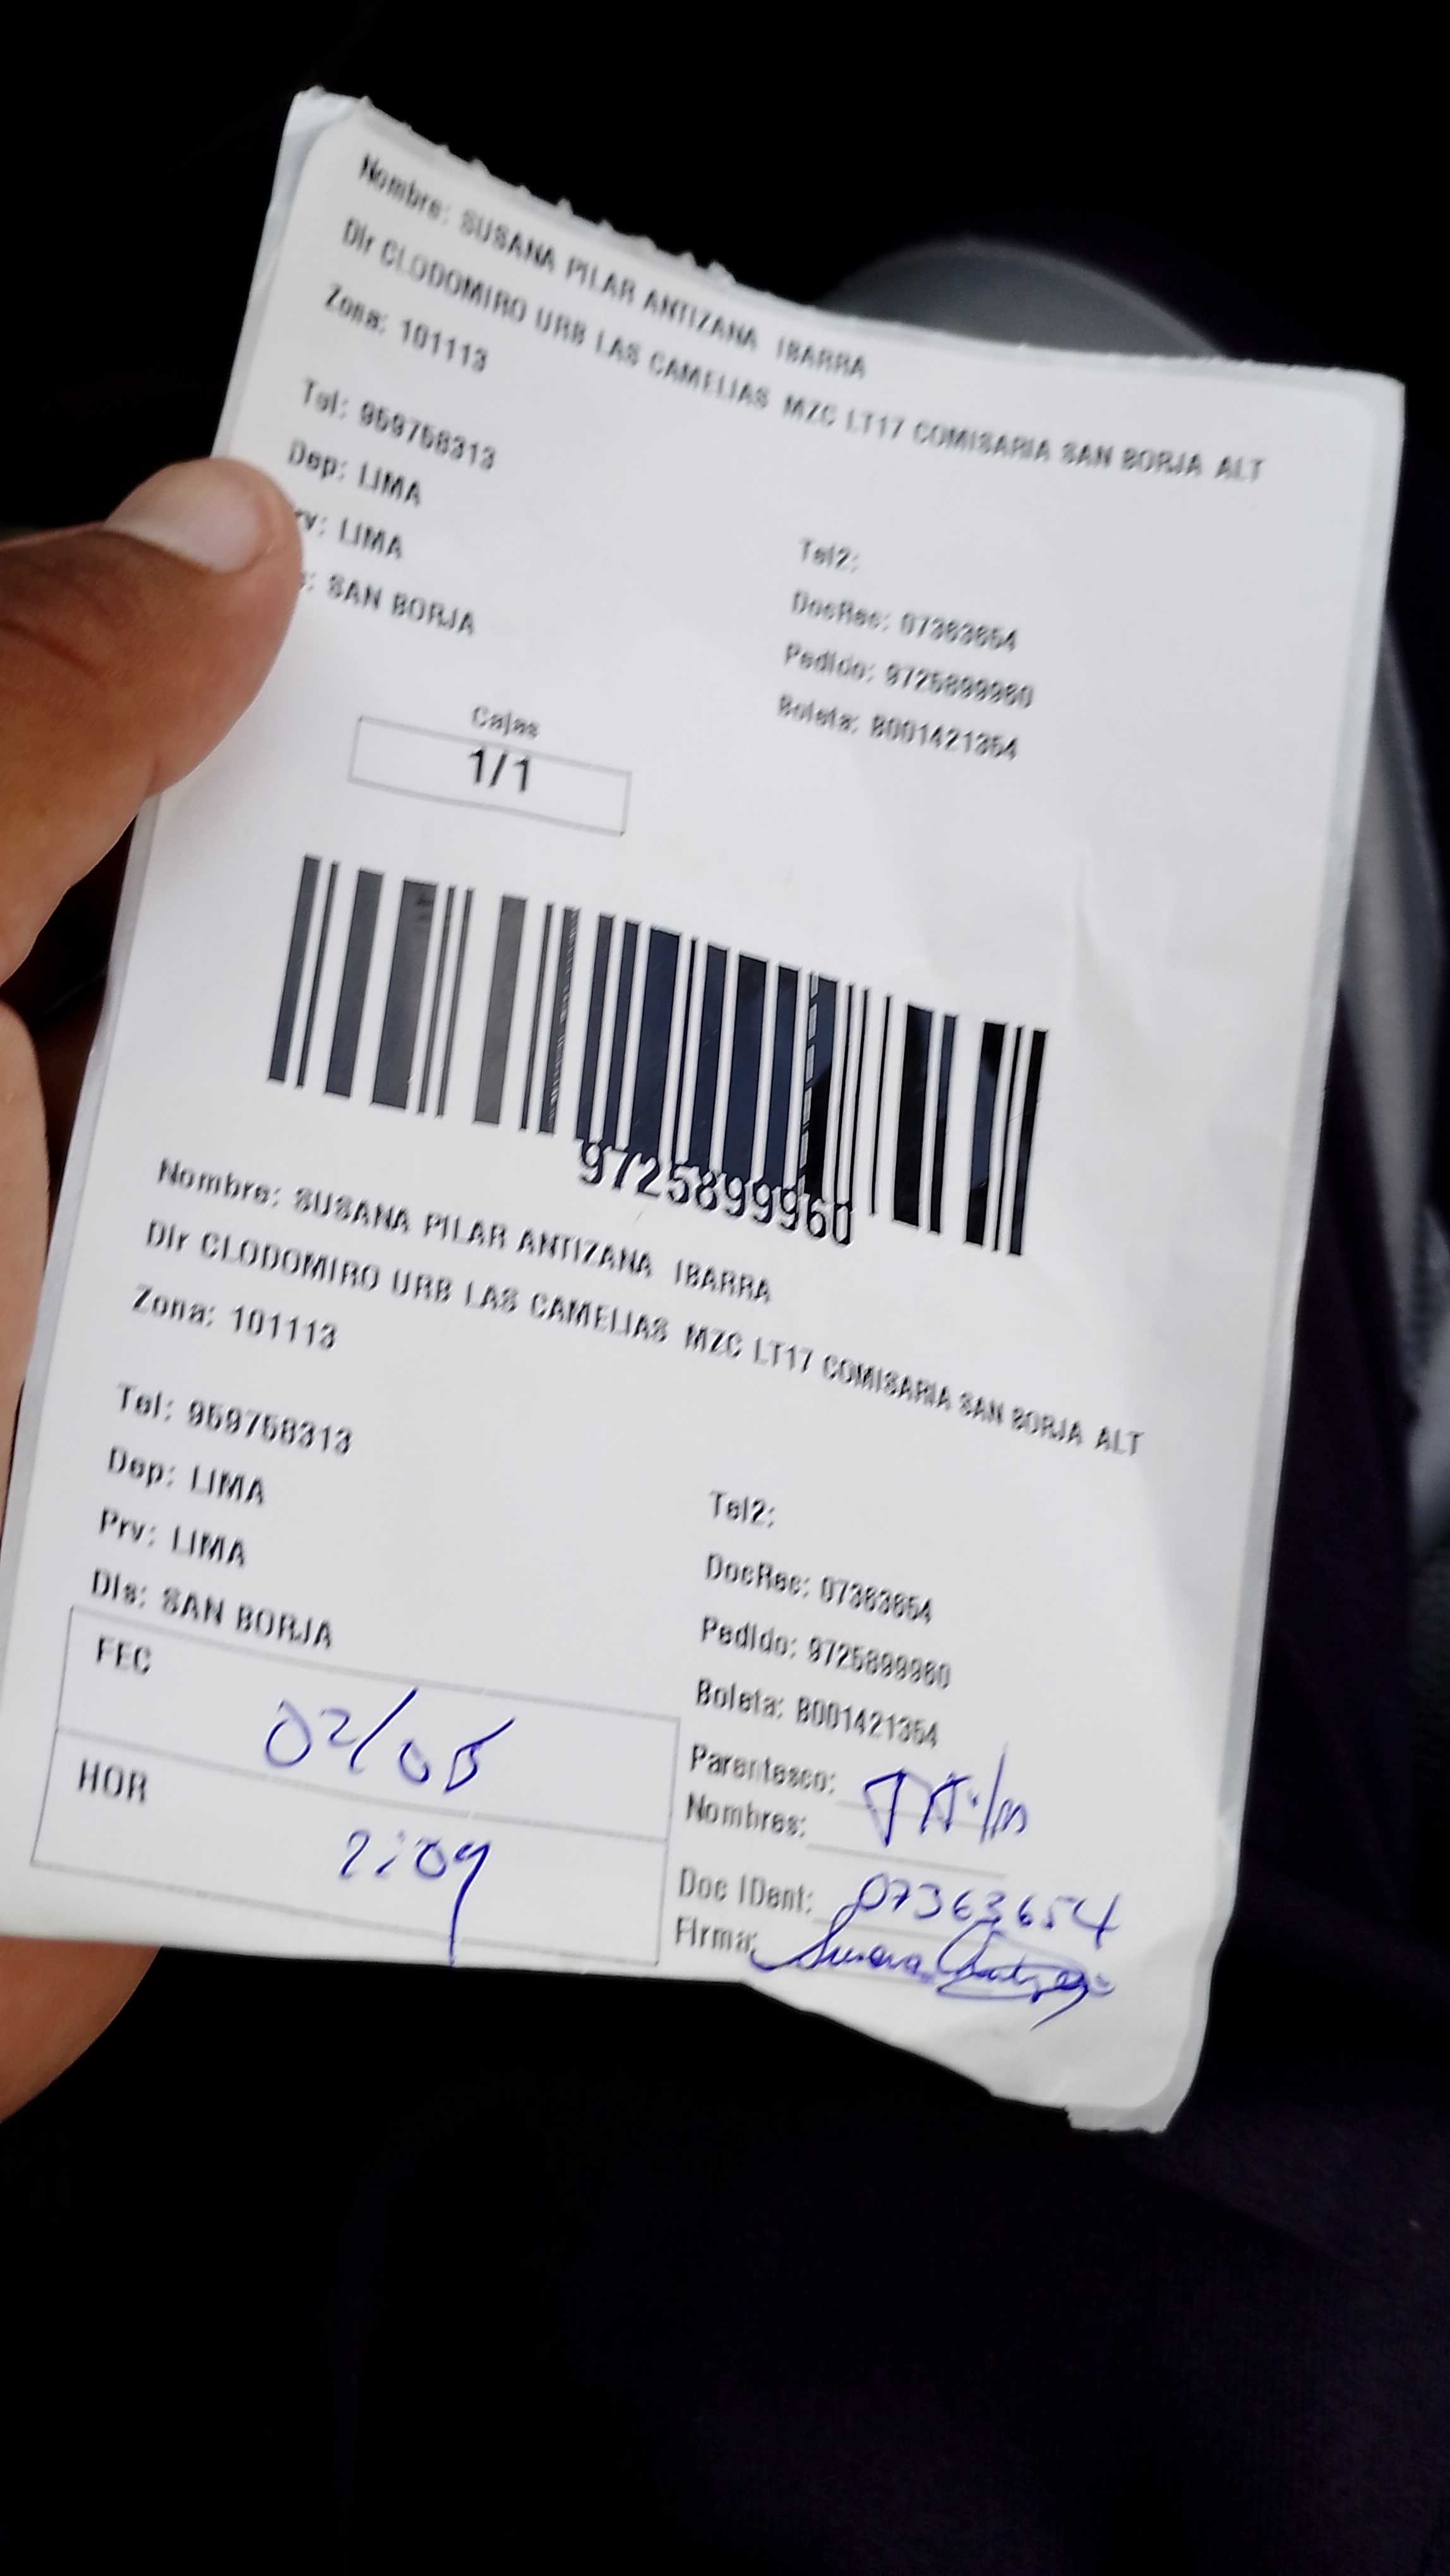 Nombre: SUSANA PILAR ANTIZANA IBARRA
Dir CLODOMIRO URB LAS CAMELIAS MZC LT17 COMISARIA SAN BORJA ALT
Zona: 101113
Tel: 959758313
Dep: LIMA
rv: LIMA
s: SAN BORJA
Tel2:
DocRec: 07363654
Pedido: 9725899960
Boleta: B001421354
Cajas
1/1
9725899960
Nombre: SUSANA PILAR ANTIZANA IBARRA
Dir CLODOMIRO URB LAS CAMELIAS MZC LT17 COMISARIA SAN BORJA ALT
Zona: 101113
Tel: 959758313
Dep: LIMA
Prv: LIMA
Dis: SAN BORJA
Tel2:
DocRec: 07363654
Pedido: 9725899960
Boleta: B001421354
FEC 02/05
HOR 2:09
Parentesco:
Nombres:
Doc IDent: 07363654
Firma: